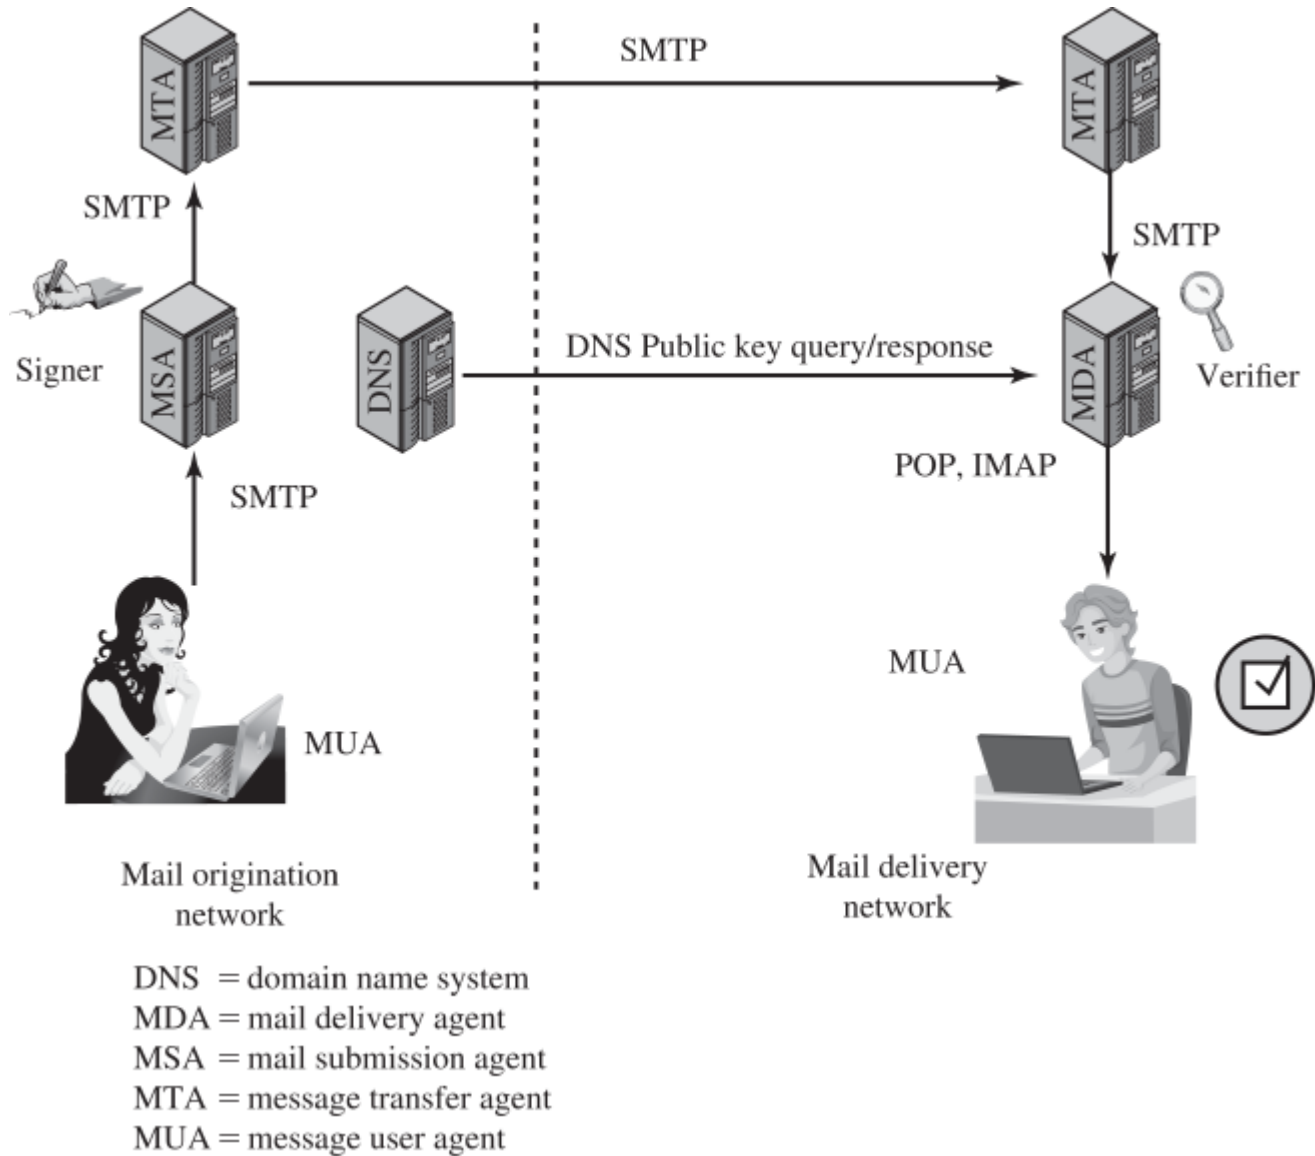 MTA
SMTP
MTA
SMTP
SMTP
Signer
MSA
DNS
DNS Public key query/response
MDA
Verifier
SMTP
POP, IMAP
MUA
MUA
Mail origination
network
Mail delivery
network
DNS = domain name system
MDA = mail delivery agent
MSA = mail submission agent
MTA = message transfer agent
MUA = message user agent